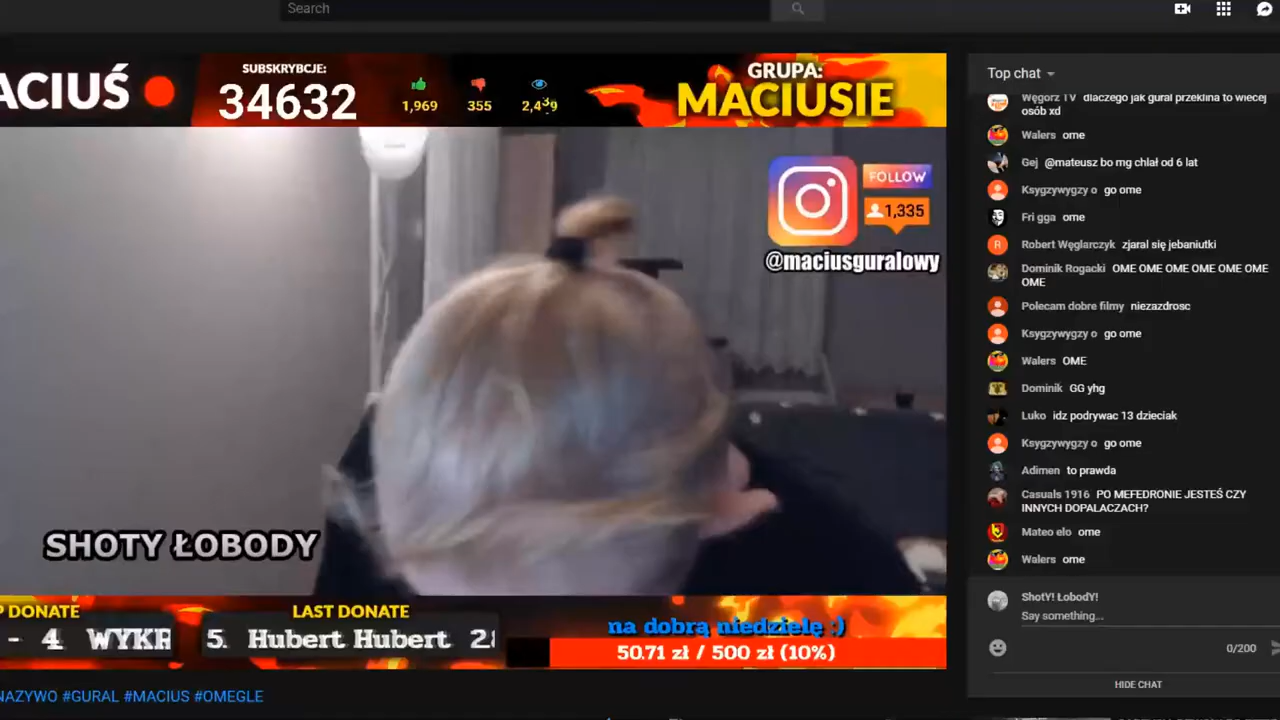 Search
ACIUŚ
SUBSKRYBCJE:
34632
1,969
355
GRUPA:
MACIUSIE
FOLLOW
1,335
@maciusguralowy
SHOTY ŁOBODY
P DONATE
- 4 WYKR
LAST DONATE
5. Hubert Hubert 2.
na dobrą niedzielę :)
50.71 zł / 500 zł (10%)
NAZYWO #GURAL #MACIUS #OMEGLE
Top chat
Węgorz TV dlaczego jak gural przeklina to wiecej
osób xd
Walers ome
Gej @mateusz bo mg chlał od 6 lat
Ksygzywygzy o go ome
Fri gga ome
R
Robert Węglarczyk zjaral się jebaniutki
Dominik Rogacki OME OME OME OME OME OME
OME
Polecam dobre filmy niezazdrosc
Ksygzywygzy o go ome
Walers OME
Dominik GG yhg
Luko idz podrywac 13 dzieciak
Ksygzywygzy o go ome
Adimen to prawda
Casuals 1916 PO MEFEDRONIE JESTEŚ CZY
INNYCH DOPALACZACH?
Mateo elo ome
Walers ome
ShotY! ŁobodY!
Say something...
0/200
HIDE CHAT